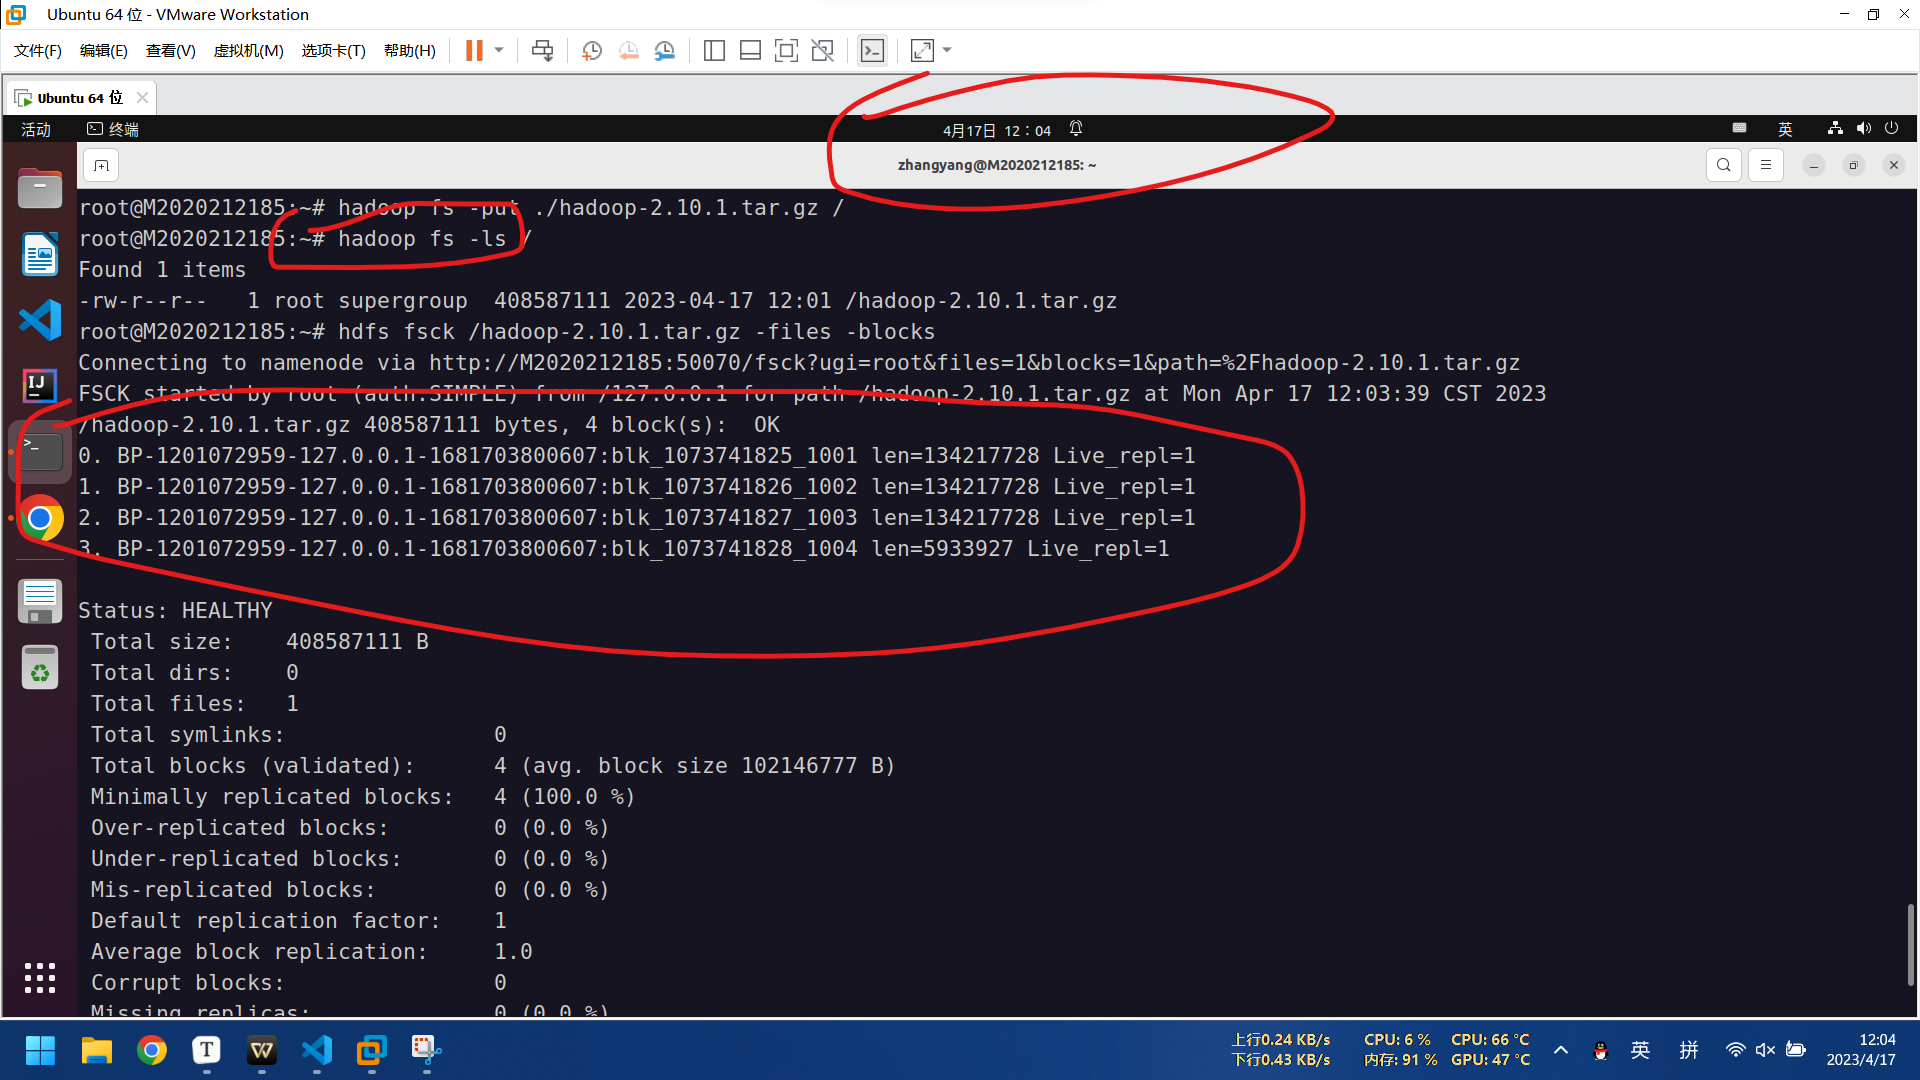 Ubuntu 64 位 - VMware Workstation
文件(F) 编辑(E) 查看(V) 虚拟机(M) 选项卡(T) 帮助(H)
Ubuntu 64 位
活动 终端 4月17日 12：04 英
zhangyang@M2020212185: ~
root@M2020212185:~# hadoop fs -put ./hadoop-2.10.1.tar.gz /
root@M2020212185:~# hadoop fs -ls /
Found 1 items
-rw-r--r--   1 root supergroup  408587111 2023-04-17 12:01 /hadoop-2.10.1.tar.gz
root@M2020212185:~# hdfs fsck /hadoop-2.10.1.tar.gz -files -blocks
Connecting to namenode via http://M2020212185:50070/fsck?ugi=root&files=1&blocks=1&path=%2Fhadoop-2.10.1.tar.gz
FSCK started by root (auth:SIMPLE) from /127.0.0.1 for path /hadoop-2.10.1.tar.gz at Mon Apr 17 12:03:39 CST 2023
/hadoop-2.10.1.tar.gz 408587111 bytes, 4 block(s):  OK
0. BP-1201072959-127.0.0.1-1681703800607:blk_1073741825_1001 len=134217728 Live_repl=1
1. BP-1201072959-127.0.0.1-1681703800607:blk_1073741826_1002 len=134217728 Live_repl=1
2. BP-1201072959-127.0.0.1-1681703800607:blk_1073741827_1003 len=134217728 Live_repl=1
3. BP-1201072959-127.0.0.1-1681703800607:blk_1073741828_1004 len=5933927 Live_repl=1
Status: HEALTHY
Total size:    408587111 B
Total dirs:    0
Total files:   1
Total symlinks:                0
Total blocks (validated):      4 (avg. block size 102146777 B)
Minimally replicated blocks:   4 (100.0 %)
Over-replicated blocks:        0 (0.0 %)
Under-replicated blocks:       0 (0.0 %)
Mis-replicated blocks:         0 (0.0 %)
Default replication factor:    1
Average block replication:     1.0
Corrupt blocks:                0
Missing replicas:              0 (0.0 %)
上行0.24 KB/s CPU: 6 % CPU: 66 °C
下行0.43 KB/s 内存: 91 % GPU: 47 °C
英 拼
12:04
2023/4/17